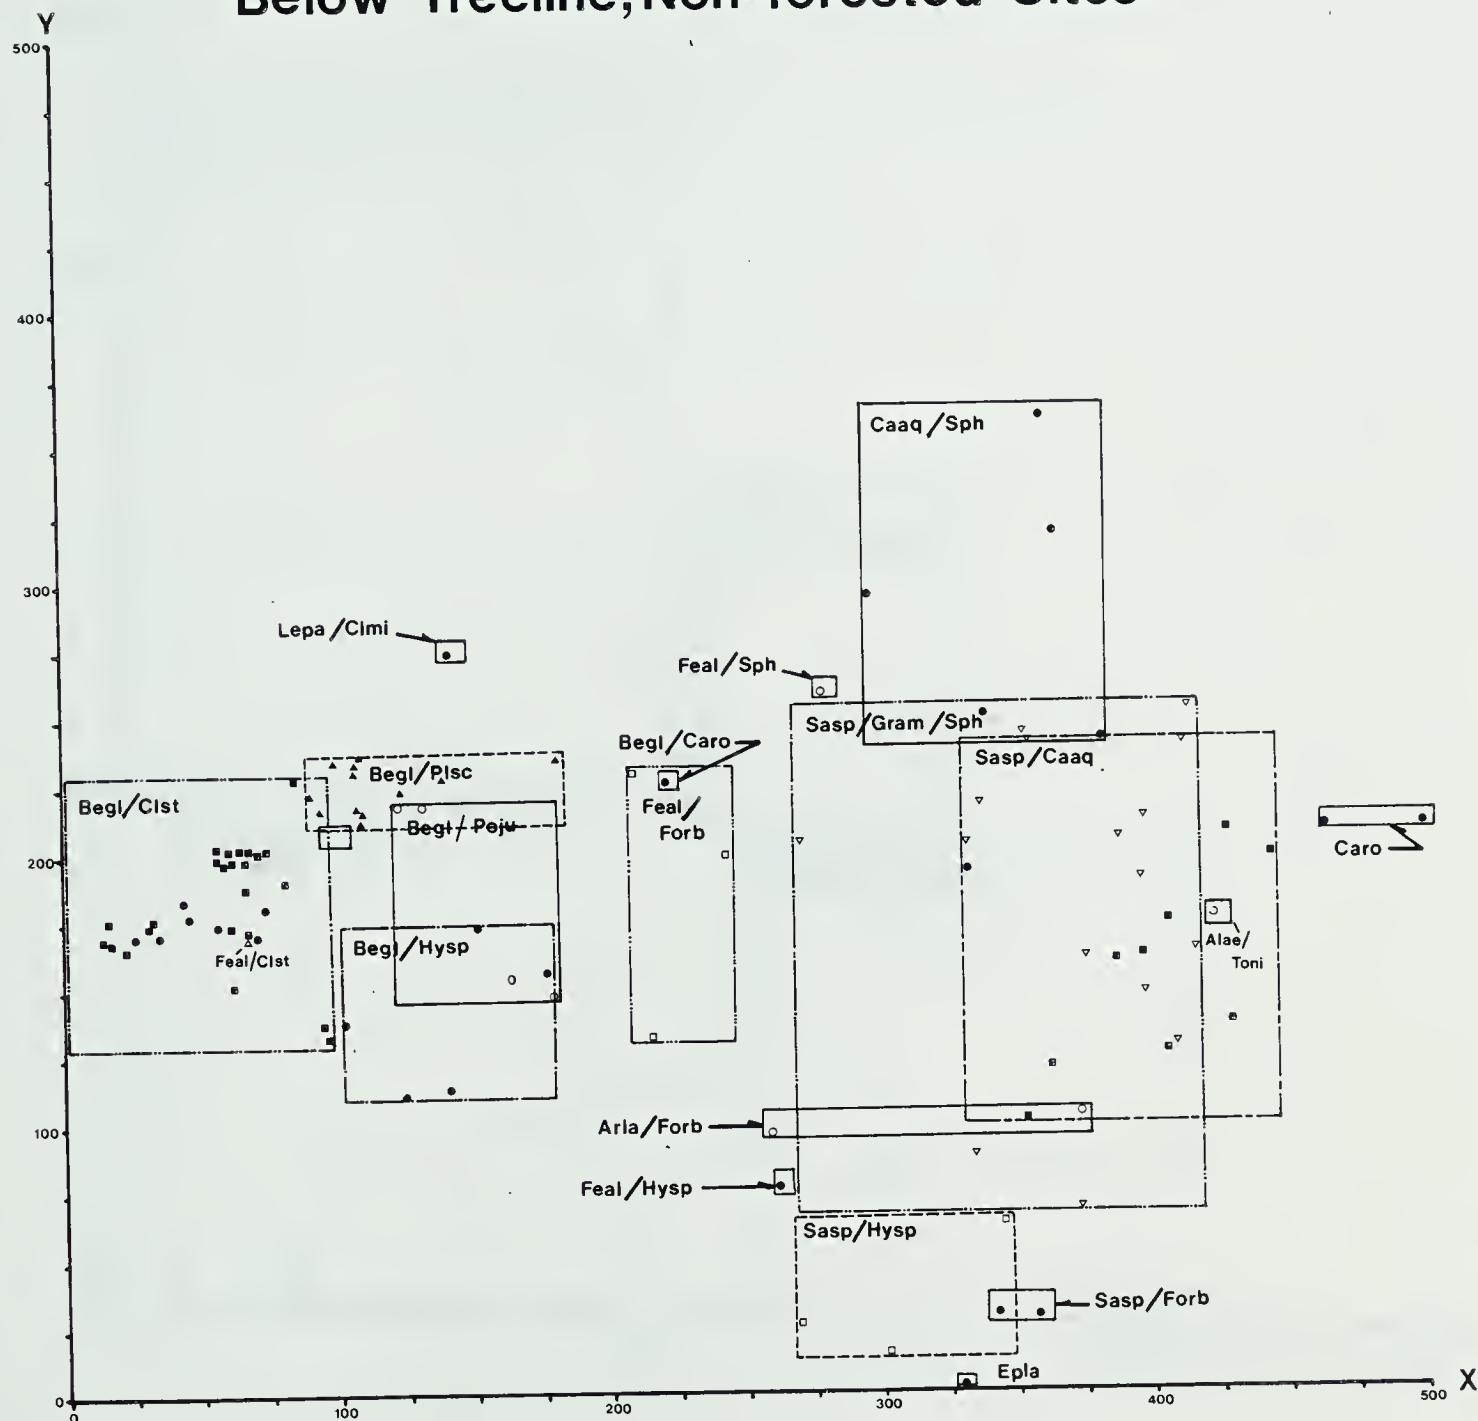 Below Treeline, Non-forested Sites
Y
500
400
Caaq/Sph
300
Lepa/Clmi
Feal/Sph
Sasp/Gram/Sph
Begl/Caro
Sasp/Caaq
Begl/Plsc
Begl/Clst
Feal/
Forb
Begl/Peju
200
Caro
Begl/Hysp
Alae/
Toni
Feal/Clst
100
Arla/Forb
Feal/Hysp
Sasp/Hysp
Sasp/Forb
Epla
X
0
0
100
200
300
400
500